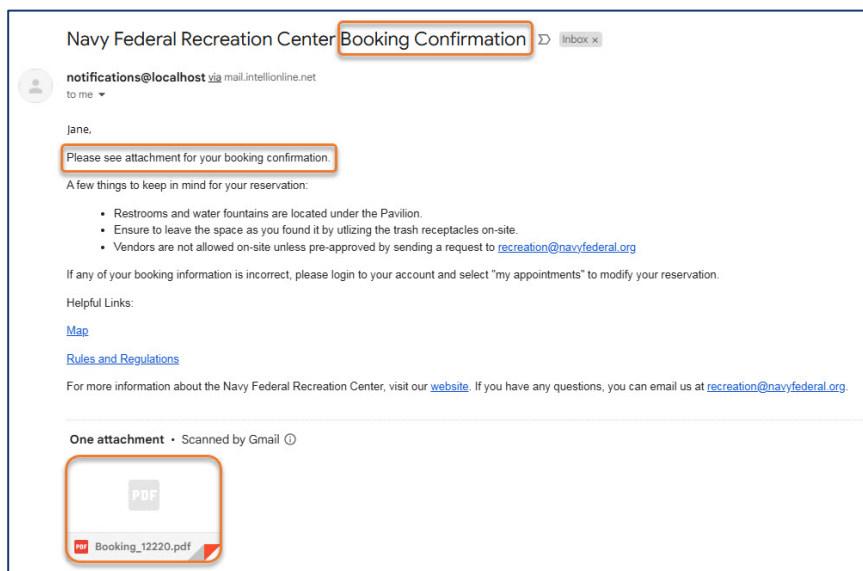 Navy Federal Recreation Center Booking Confirmation Inbox ×
notifications@localhost via mail.intellionline.net
to me
Jane,
Please see attachment for your booking confirmation.
A few things to keep in mind for your reservation:
• Restrooms and water fountains are located under the Pavilion.
• Ensure to leave the space as you found it by utlizing the trash receptacles on-site.
• Vendors are not allowed on-site unless pre-approved by sending a request to recreation@navyfederal.org
If any of your booking information is incorrect, please login to your account and select "my appointments" to modify your reservation.
Helpful Links:
Map
Rules and Regulations
For more information about the Navy Federal Recreation Center, visit our website. If you have any questions, you can email us at recreation@navyfederal.org.
One attachment • Scanned by Gmail
PDF
PDF Booking_12220.pdf